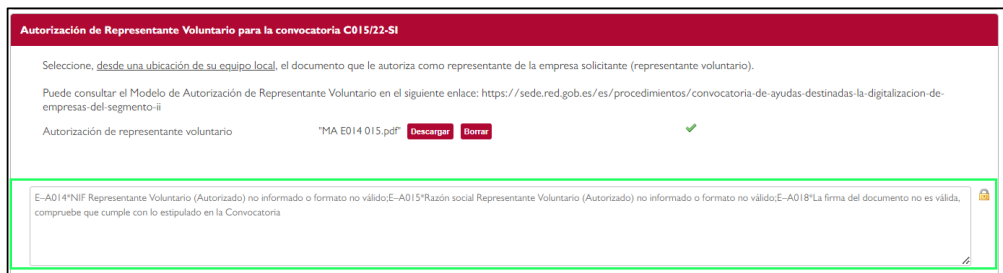 Autorización de Representante Voluntario para la convocatoria C015/22-SI
Seleccione, desde una ubicación de su equipo local, el documento que le autoriza como representante de la empresa solicitante (representante voluntario).
Puede consultar el Modelo de Autorización de Representante Voluntario en el siguiente enlace: https://sede.red.gob.es/es/procedimientos/convocatoria-de-ayudas-destinadas-la-digitalizacion-de-
empresas-del-segmento-ii
Autorización de representante voluntario "MA E014 015.pdf" Descargar Borrar
E–A014*NIF Representante Voluntario (Autorizado) no informado o formato no válido;E–A015*Razón social Representante Voluntario (Autorizado) no informado o formato no válido;E–A018*La firma del documento no es válida,
compruebe que cumple con lo estipulado en la Convocatoria